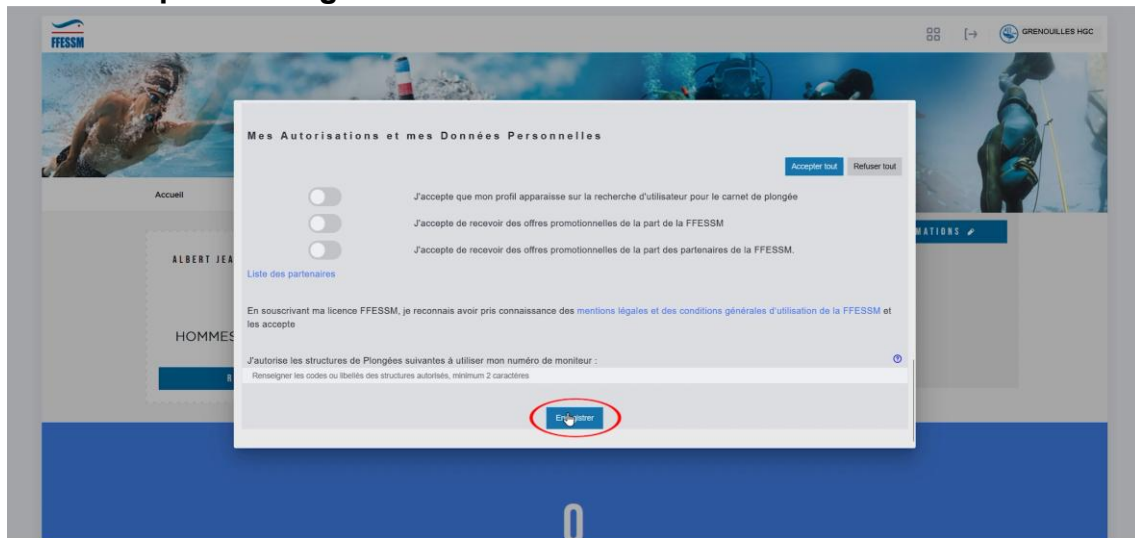 FFESSM
GRENOUILLES HGC
Mes Autorisations et mes Données Personnelles
Accepter tout Refuser tout
Accueil
J'accepte que mon profil apparaisse sur la recherche d'utilisateur pour le carnet de plongée
J'accepte de recevoir des offres promotionnelles de la part de la FFESSM
MATIONS
J'accepte de recevoir des offres promotionnelles de la part des partenaires de la FFESSM.
ALBERT JEA
Liste des partenaires
En souscrivant ma licence FFESSM, je reconnais avoir pris connaissance des mentions légales et des conditions générales d'utilisation de la FFESSM et
les accepte
HOMMES
J'autorise les structures de Plongées suivantes à utiliser mon numéro de moniteur :
Renseigner les codes ou libellés des structures autorisés, minimum 2 caractères
R
Enregistrer
0